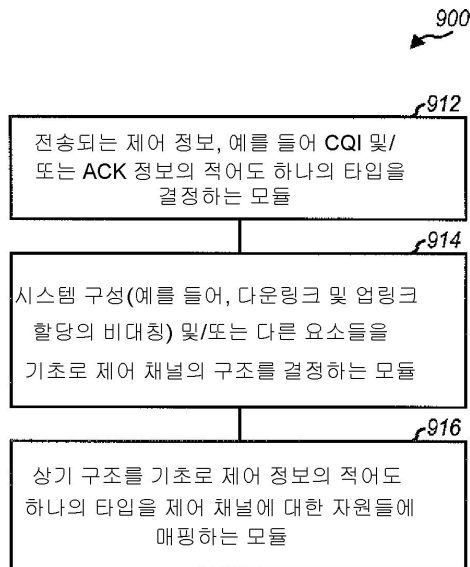 900
912
전송되는 제어 정보, 예를 들어 CQI 및/
또는 ACK 정보의 적어도 하나의 타입을
결정하는 모듈
914
시스템 구성(예를 들어, 다운링크 및 업링크
할당의 비대칭) 및/또는 다른 요소들을
기초로 제어 채널의 구조를 결정하는 모듈
916
상기 구조를 기초로 제어 정보의 적어도
하나의 타입을 제어 채널에 대한 자원들에
매핑하는 모듈